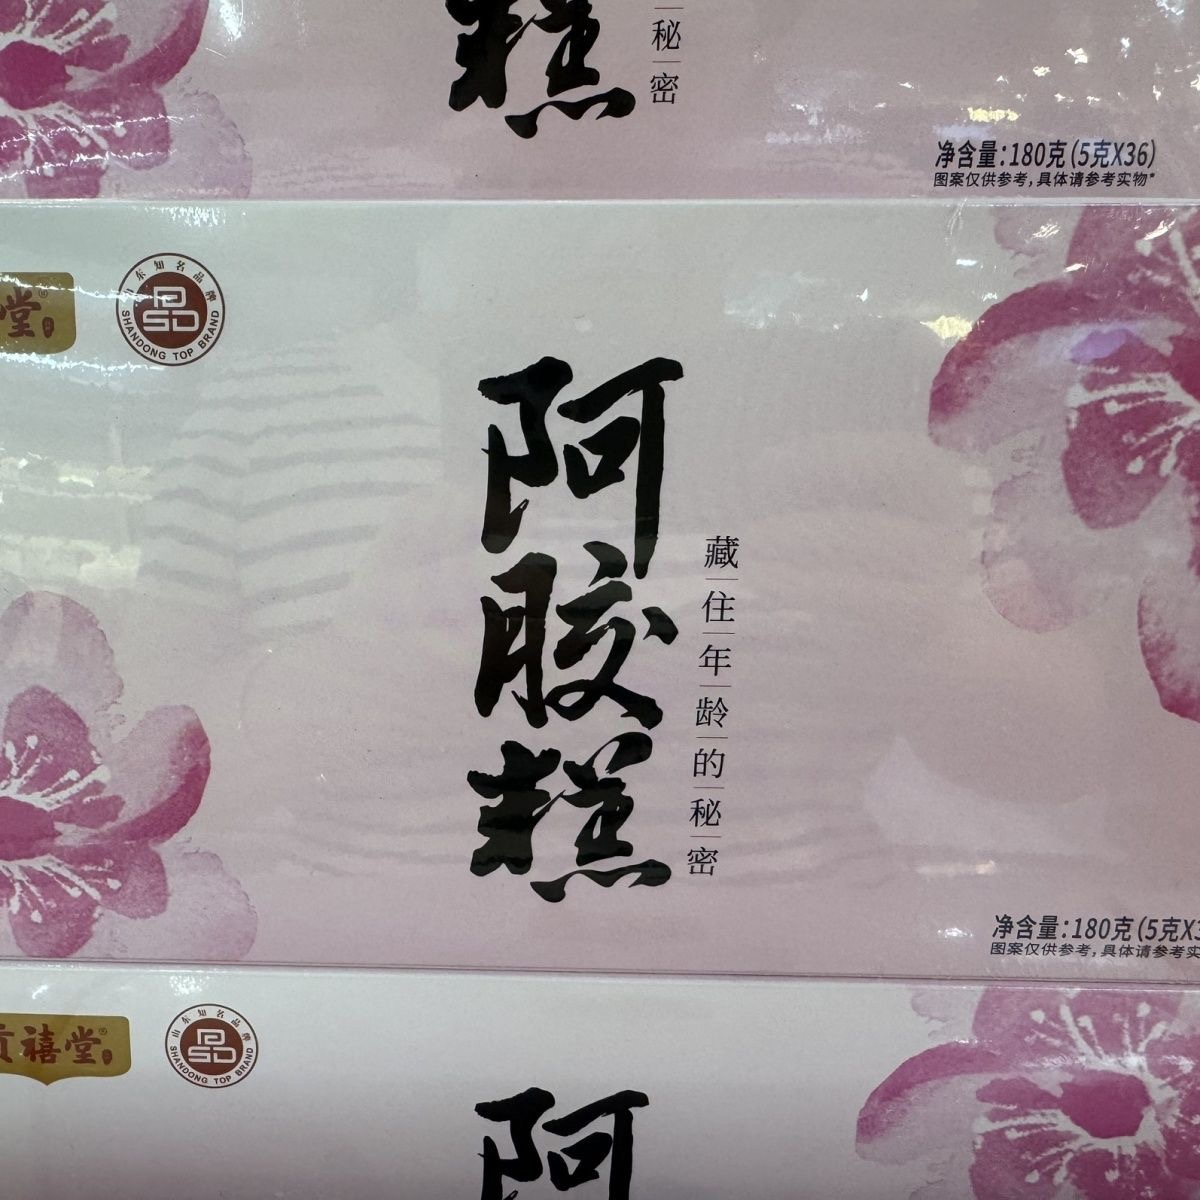 糕
秘密
净含量:180克(5克X36)
图案仅供参考,具体请参考实物*
堂®
山东知名品牌
SHANDONG TOP BRAND
阿胶糕
藏住年龄的秘密
净含量:180克(5克X3
图案仅供参考,具体请参考实
禧堂®
山东知名品牌
SHANDONG TOP BRAND
阿